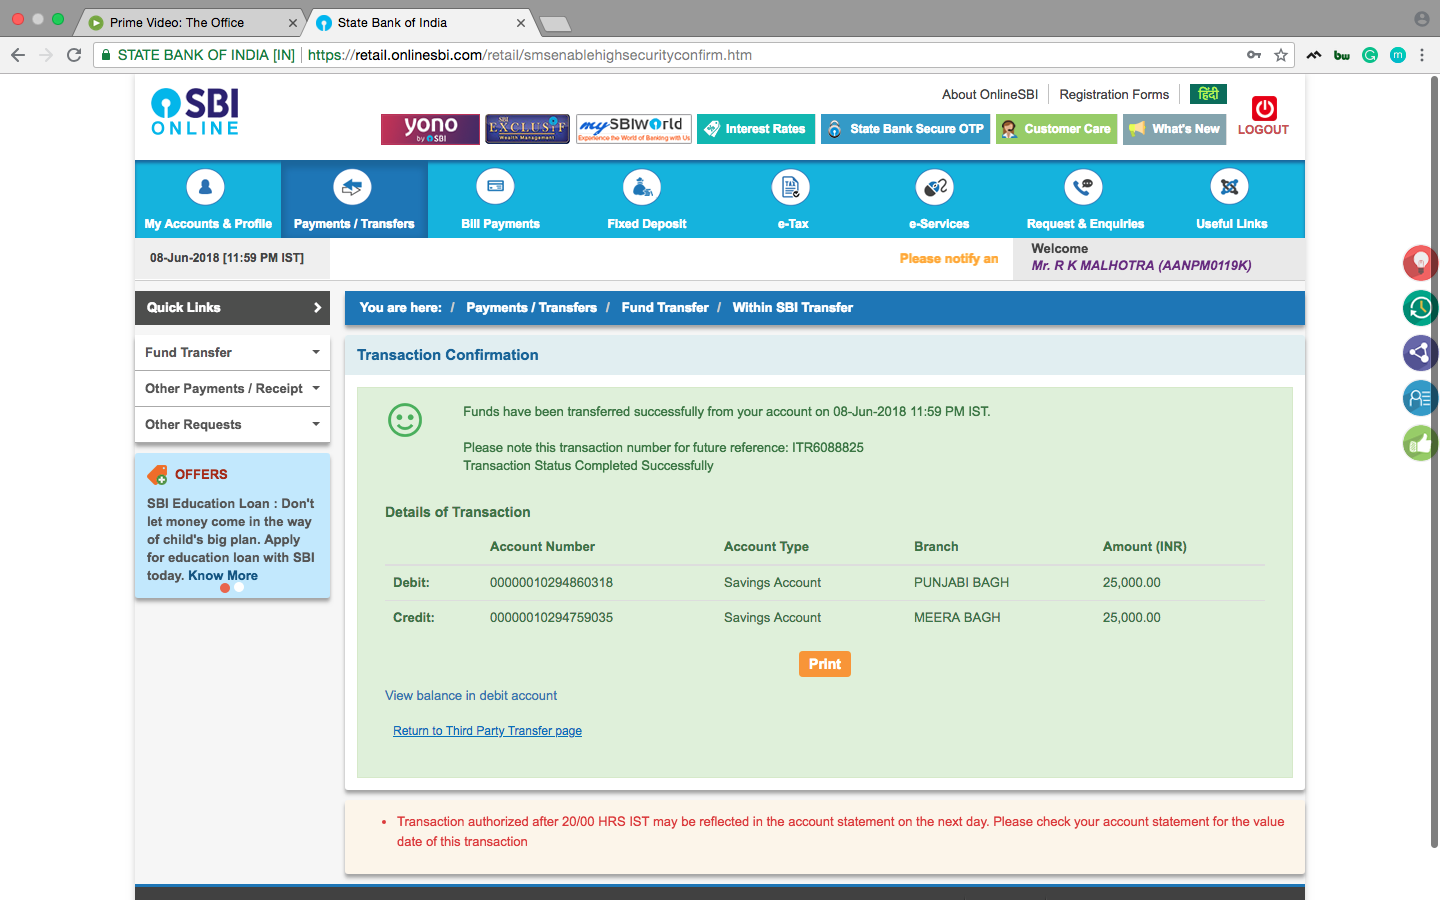 Prime Video: The Office
State Bank of India
STATE BANK OF INDIA [IN] https://retail.onlinesbi.com/retail/smsenablehighsecurityconfirm.htm
bw
m
SBI
ONLINE
About OnlineSBI
Registration Forms
हिंदी
yono
by SBI
SBI
EXCLUSIF
Wealth Management
mySBIWorld
Experience the World of Banking with Us
Interest Rates
State Bank Secure OTP
Customer Care
What's New
LOGOUT
My Accounts & Profile
Payments / Transfers
Bill Payments
Fixed Deposit
TAX
e-Tax
e-Services
Request & Enquiries
Useful Links
08-Jun-2018 [11:59 PM IST]
Please notify an
Welcome
Mr. R K MALHOTRA (AANPM0119K)
Quick Links
Fund Transfer
Other Payments / Receipt
Other Requests
OFFERS
SBI Education Loan : Don't
let money come in the way
of child's big plan. Apply
for education loan with SBI
today. Know More
You are here: / Payments / Transfers / Fund Transfer / Within SBI Transfer
Transaction Confirmation
Funds have been transferred successfully from your account on 08-Jun-2018 11:59 PM IST.
Please note this transaction number for future reference: ITR6088825
Transaction Status Completed Successfully
Details of Transaction
Account Number Account Type Branch Amount (INR)
Debit: 00000010294860318 Savings Account PUNJABI BAGH 25,000.00
Credit: 00000010294759035 Savings Account MEERA BAGH 25,000.00
Print
View balance in debit account
Return to Third Party Transfer page
• Transaction authorized after 20/00 HRS IST may be reflected in the account statement on the next day. Please check your account statement for the value
date of this transaction